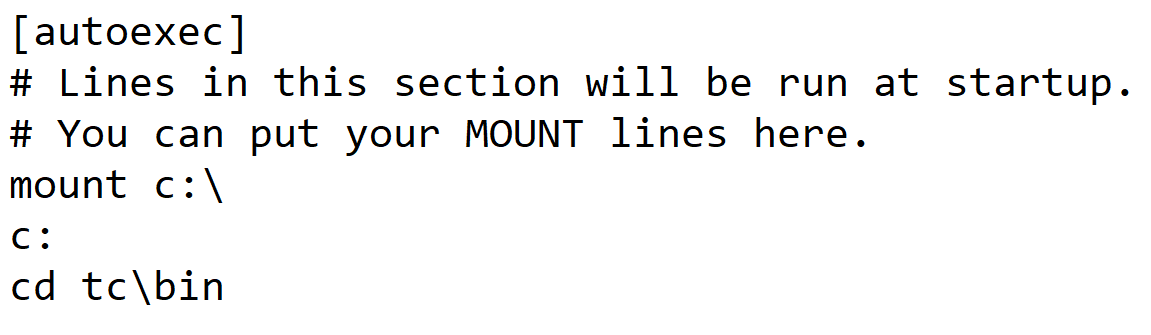 [autoexec]
# Lines in this section will be run at startup.
# You can put your MOUNT lines here.
mount c:\
c:
cd tc\bin